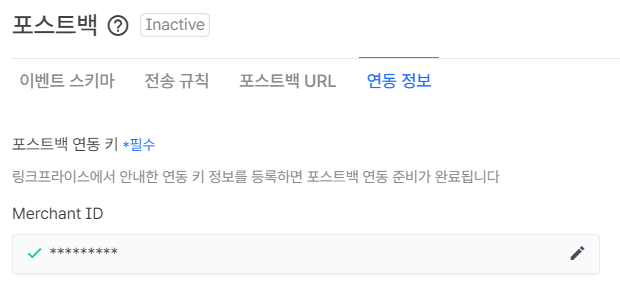 포스트백 ? Inactive
이벤트 스키마 전송 규칙 포스트백 URL 연동 정보
포스트백 연동 키 *필수
링크프라이스에서 안내한 연동 키 정보를 등록하면 포스트백 연동 준비가 완료됩니다
Merchant ID
*********